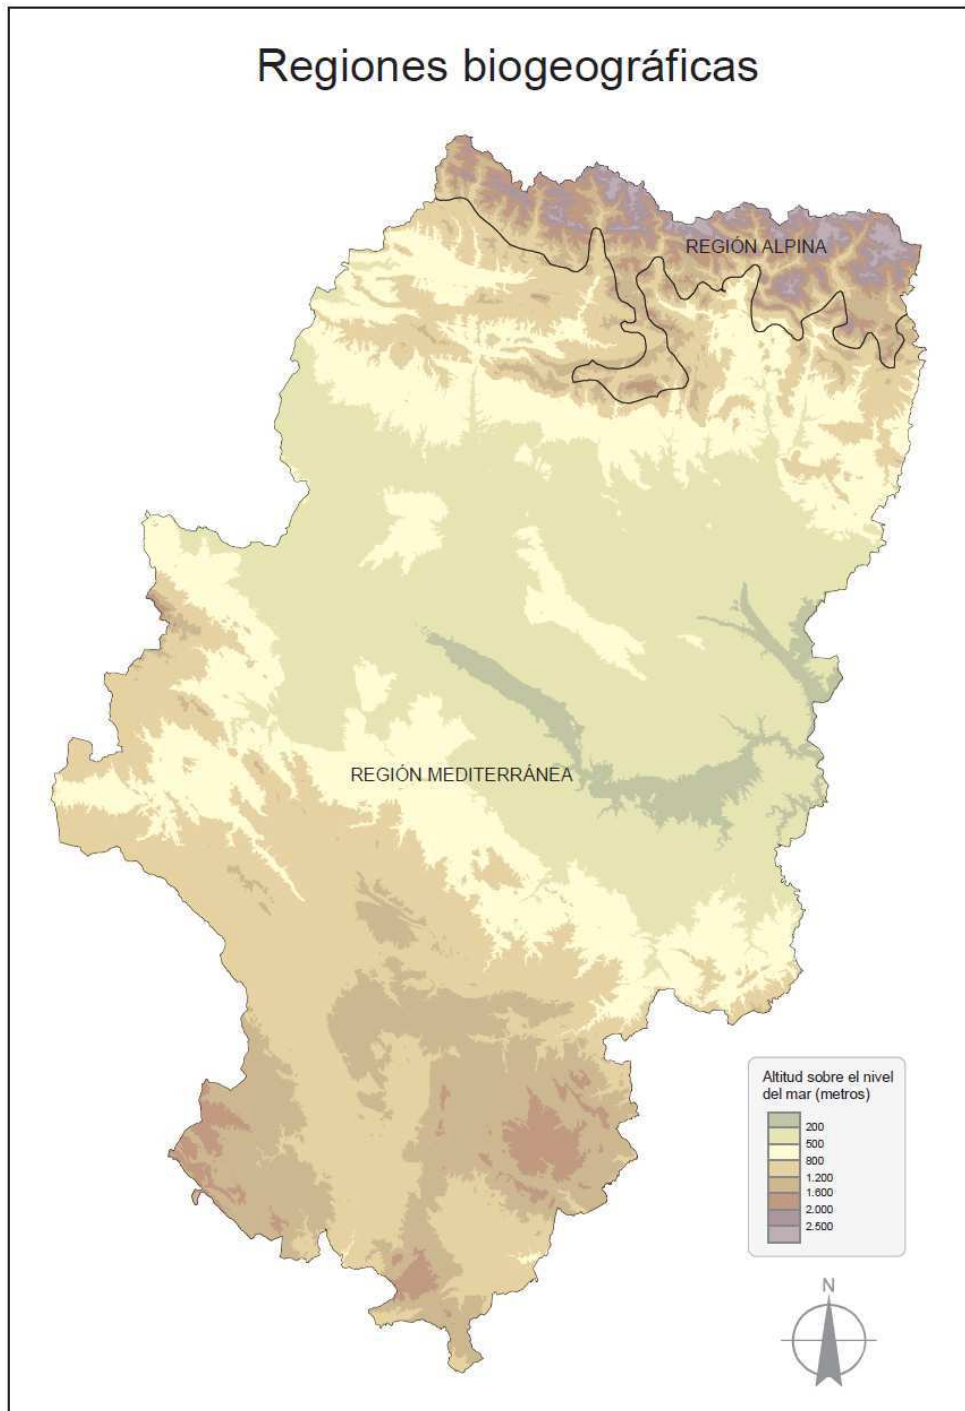 Regiones biogeográficas
REGIÓN ALPINA
REGIÓN MEDITERRÁNEA
Altitud sobre el nivel
del mar (metros)
200
500
800
1.200
1.600
2.000
2.500
N